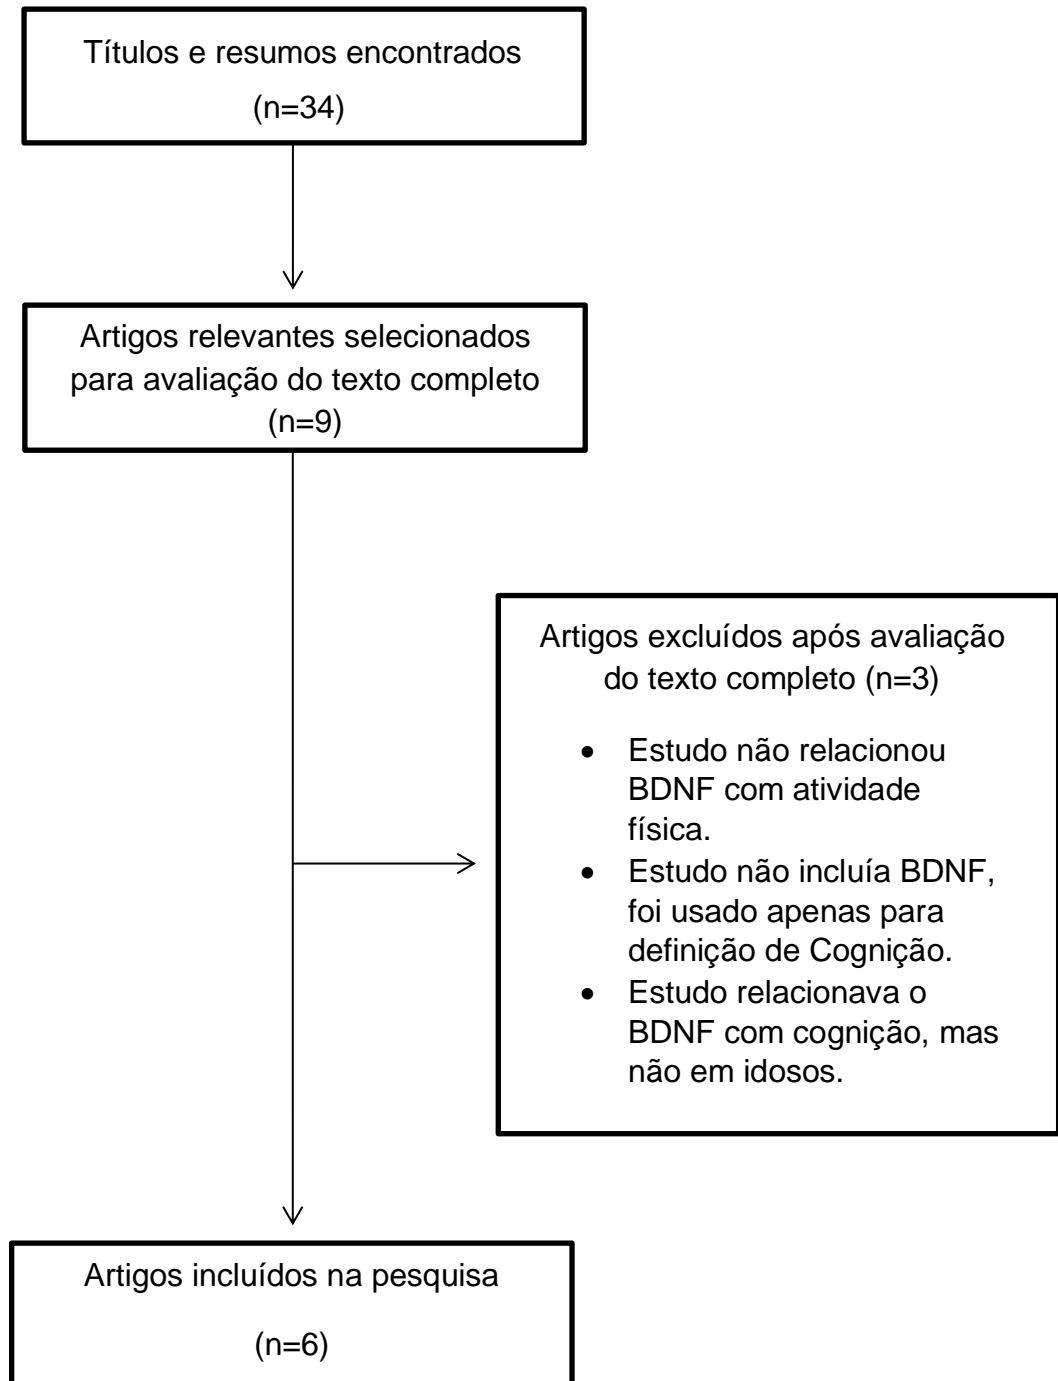 Títulos e resumos encontrados
(n=34)
Artigos relevantes selecionados
para avaliação do texto completo
(n=9)
Artigos excluídos após avaliação
do texto completo (n=3)
• Estudo não relacionou
BDNF com atividade
física.
• Estudo não incluía BDNF,
foi usado apenas para
definição de Cognição.
• Estudo relacionava o
BDNF com cognição, mas
não em idosos.
Artigos incluídos na pesquisa
(n=6)